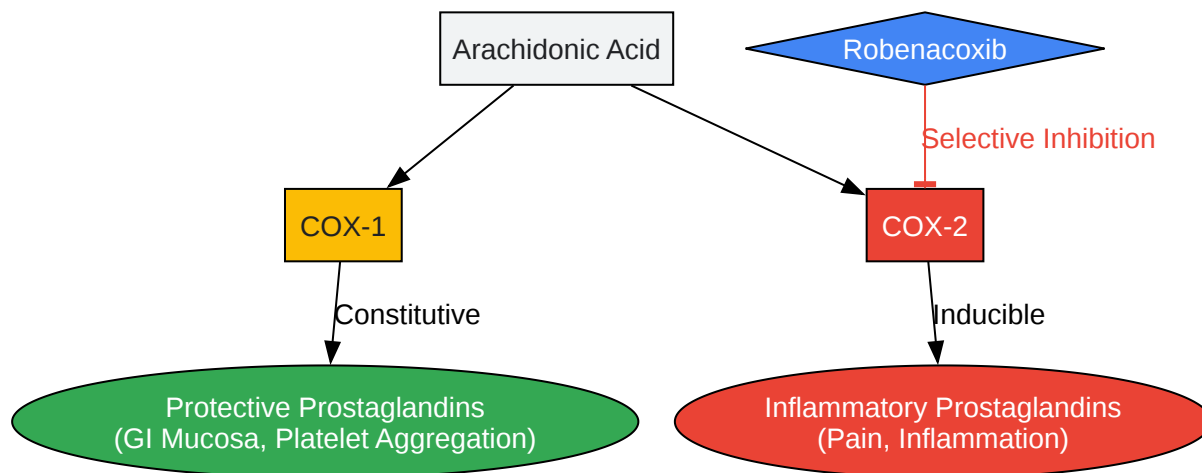 Arachidonic Acid
Robenacoxib
Selective Inhibition
COX-1
COX-2
Constitutive
Inducible
Protective Prostaglandins
(GI Mucosa, Platelet Aggregation)
Inflammatory Prostaglandins
(Pain, Inflammation)